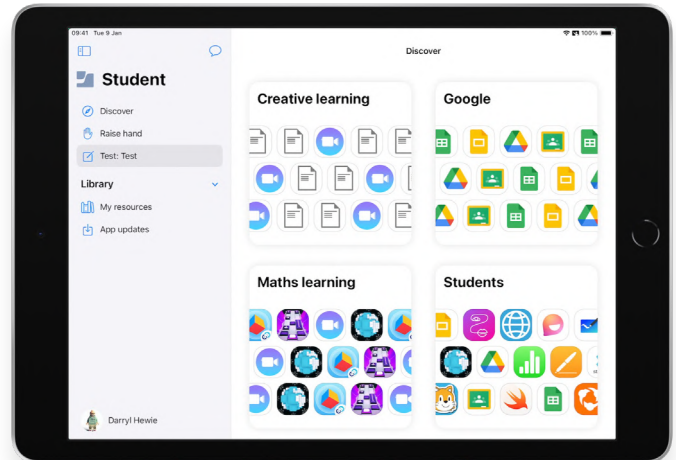 09:41 Tue 9 Jan
100%
Discover
Student
Discover
Raise hand
Test: Test
Library
My resources
App updates
Darryl Hewie
Creative learning
Google
Maths learning
Students